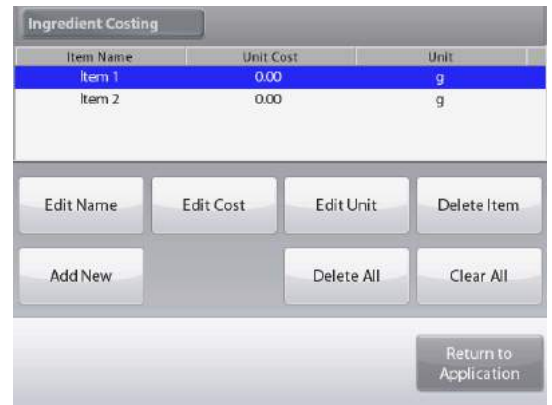 Ingredient Costing
Item Name Unit Cost Unit
Item 1 0.00 g
Item 2 0.00 g
Edit Name Edit Cost Edit Unit Delete Item
Add New Delete All Clear All
Return to
Application